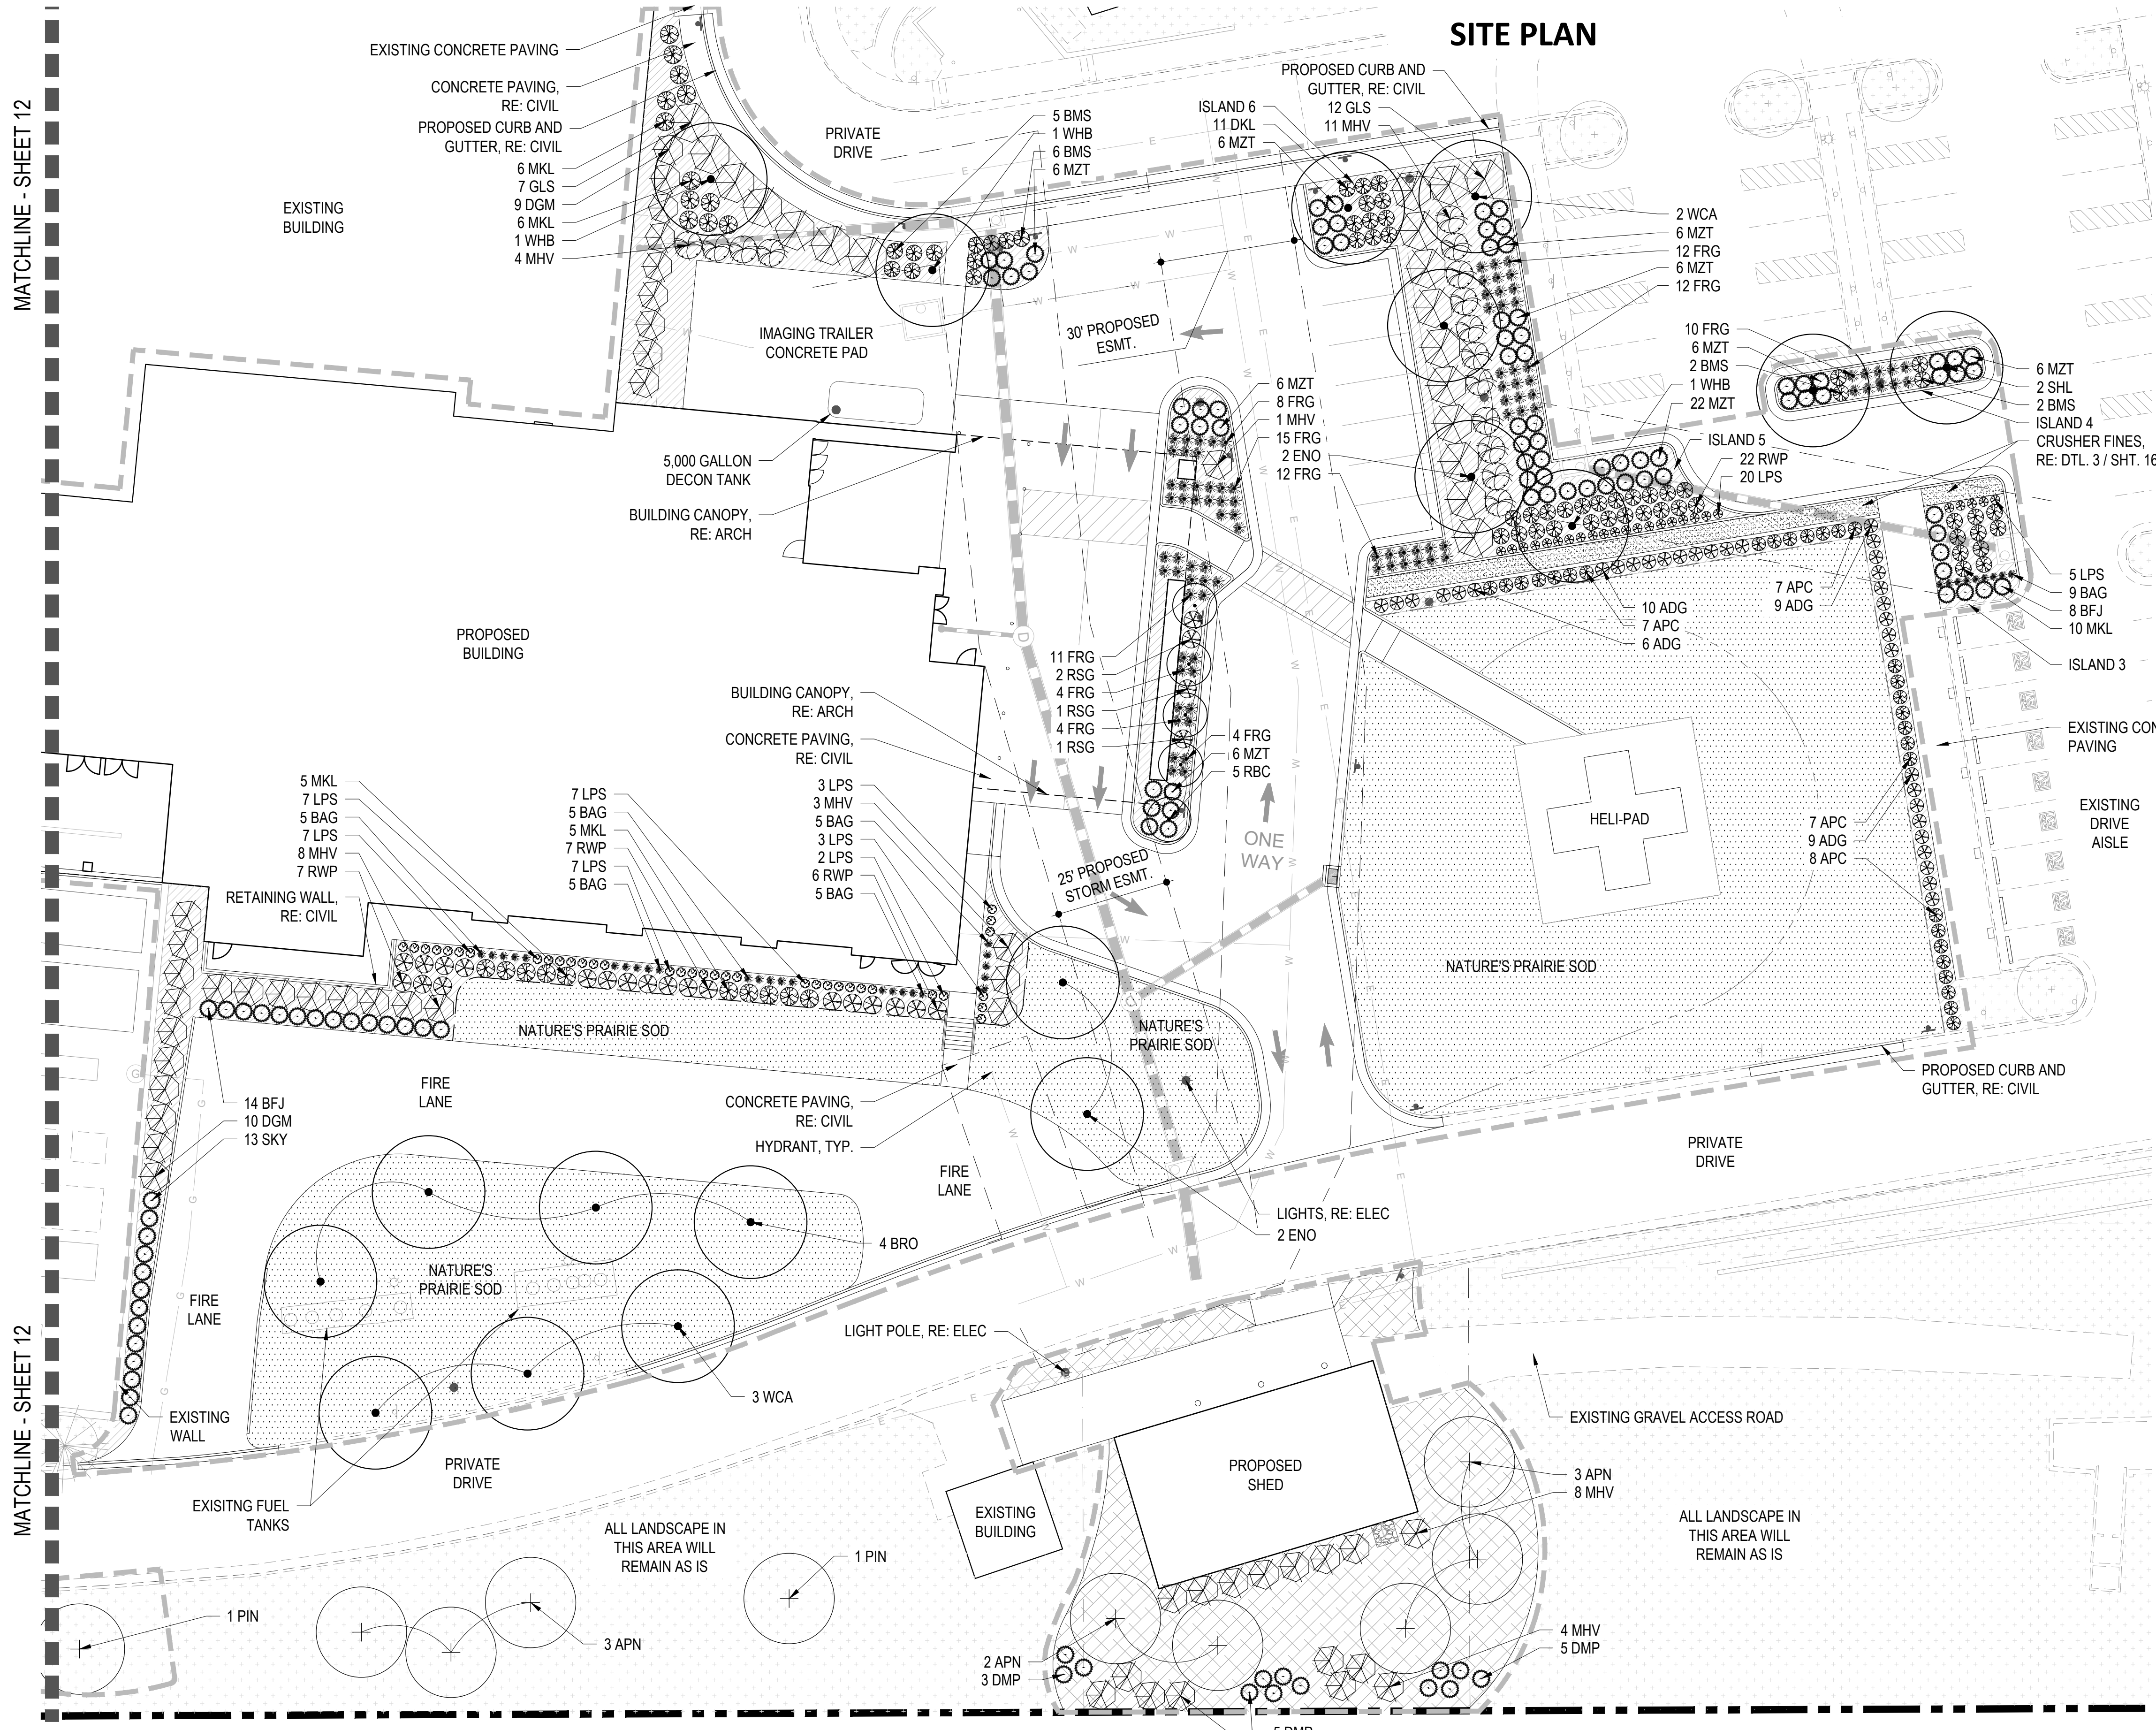 SITE PLAN
MATCHLINE - SHEET 12
EXISTING CONCRETE PAVING
CONCRETE PAVING,
RE: CIVIL
PROPOSED CURB AND
GUTTER, RE: CIVIL
6 MKL
7 GLS
9 DGM
6 MKL
1 WHB
4 MHV
EXISTING
BUILDING
PRIVATE
DRIVE
5 BMS
1 WHB
6 BMS
6 MZT
PROPOSED CURB AND
GUTTER, RE: CIVIL
12 GLS
11 MHV
ISLAND 6
11 DKL
6 MZT
2 WCA
6 MZT
12 FRG
6 MZT
12 FRG
10 FRG
6 MZT
2 BMS
1 WHB
22 MZT
ISLAND 5
22 RWP
20 LPS
6 MZT
2 SHL
2 BMS
ISLAND 4
CRUSHER FINES,
RE: DTL. 3 / SHT. 16
IMAGING TRAILER
CONCRETE PAD
30' PROPOSED
ESMT.
5,000 GALLON
DECON TANK
BUILDING CANOPY,
RE: ARCH
6 MZT
8 FRG
1 MHV
15 FRG
2 ENO
12 FRG
5 LPS
9 BAG
8 BFJ
10 MKL
ISLAND 3
7 APC
9 ADG
10 ADG
7 APC
6 ADG
PROPOSED
BUILDING
11 FRG
2 RSG
4 FRG
1 RSG
4 FRG
1 RSG
4 FRG
6 MZT
5 RBC
BUILDING CANOPY,
RE: ARCH
CONCRETE PAVING,
RE: CIVIL
EXISTING CON
PAVING
EXISTING
DRIVE
AISLE
HELI-PAD
7 APC
9 ADG
8 APC
ONE
WAY
25' PROPOSED
STORM ESMT.
5 MKL
7 LPS
5 BAG
7 LPS
8 MHV
7 RWP
RETAINING WALL,
RE: CIVIL
7 LPS
5 BAG
5 MKL
7 RWP
7 LPS
5 BAG
3 LPS
3 MHV
5 BAG
3 LPS
2 LPS
6 RWP
5 BAG
NATURE'S PRAIRIE SOD
NATURE'S PRAIRIE SOD
NATURE'S
PRAIRIE SOD
PROPOSED CURB AND
GUTTER, RE: CIVIL
14 BFJ
10 DGM
13 SKY
FIRE
LANE
CONCRETE PAVING,
RE: CIVIL
HYDRANT, TYP.
FIRE
LANE
PRIVATE
DRIVE
LIGHTS, RE: ELEC
2 ENO
4 BRO
NATURE'S
PRAIRIE SOD
FIRE
LANE
LIGHT POLE, RE: ELEC
MATCHLINE - SHEET 12
3 WCA
EXISTING
WALL
EXISTING GRAVEL ACCESS ROAD
PRIVATE
DRIVE
EXISITNG FUEL
TANKS
PROPOSED
SHED
3 APN
8 MHV
EXISTING
BUILDING
ALL LANDSCAPE IN
THIS AREA WILL
REMAIN AS IS
ALL LANDSCAPE IN
THIS AREA WILL
REMAIN AS IS
1 PIN
1 PIN
3 APN
4 MHV
5 DMP
2 APN
3 DMP
5 DMP